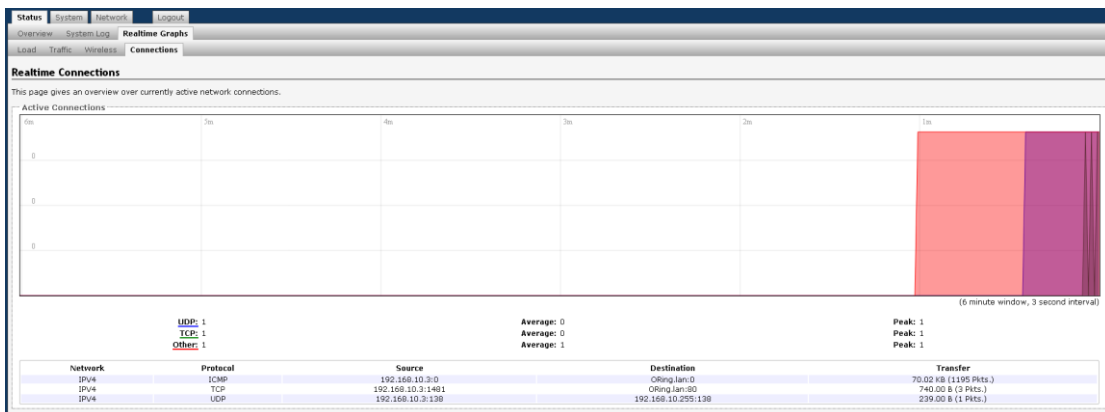 Status System Network Logout
Overview System Log Realtime Graphs
Load Traffic Wireless Connections
Realtime Connections
This page gives an overview over currently active network connections.
Active Connections
6m 5m 4m 3m 2m 1m
0
0
0
(6 minute window, 3 second interval)
UDP: 1 Average: 0 Peak: 1
TCP: 1 Average: 0 Peak: 1
Other: 1 Average: 1 Peak: 1
Network Protocol Source Destination Transfer
IPV4 ICMP 192.168.10.3:0 ORing.lan:0 70.02 KB (1195 Pkts.)
IPV4 TCP 192.168.10.3:1481 ORing.lan:80 740.00 B (3 Pkts.)
IPV4 UDP 192.168.10.3:138 192.168.10.255:138 239.00 B (1 Pkts.)